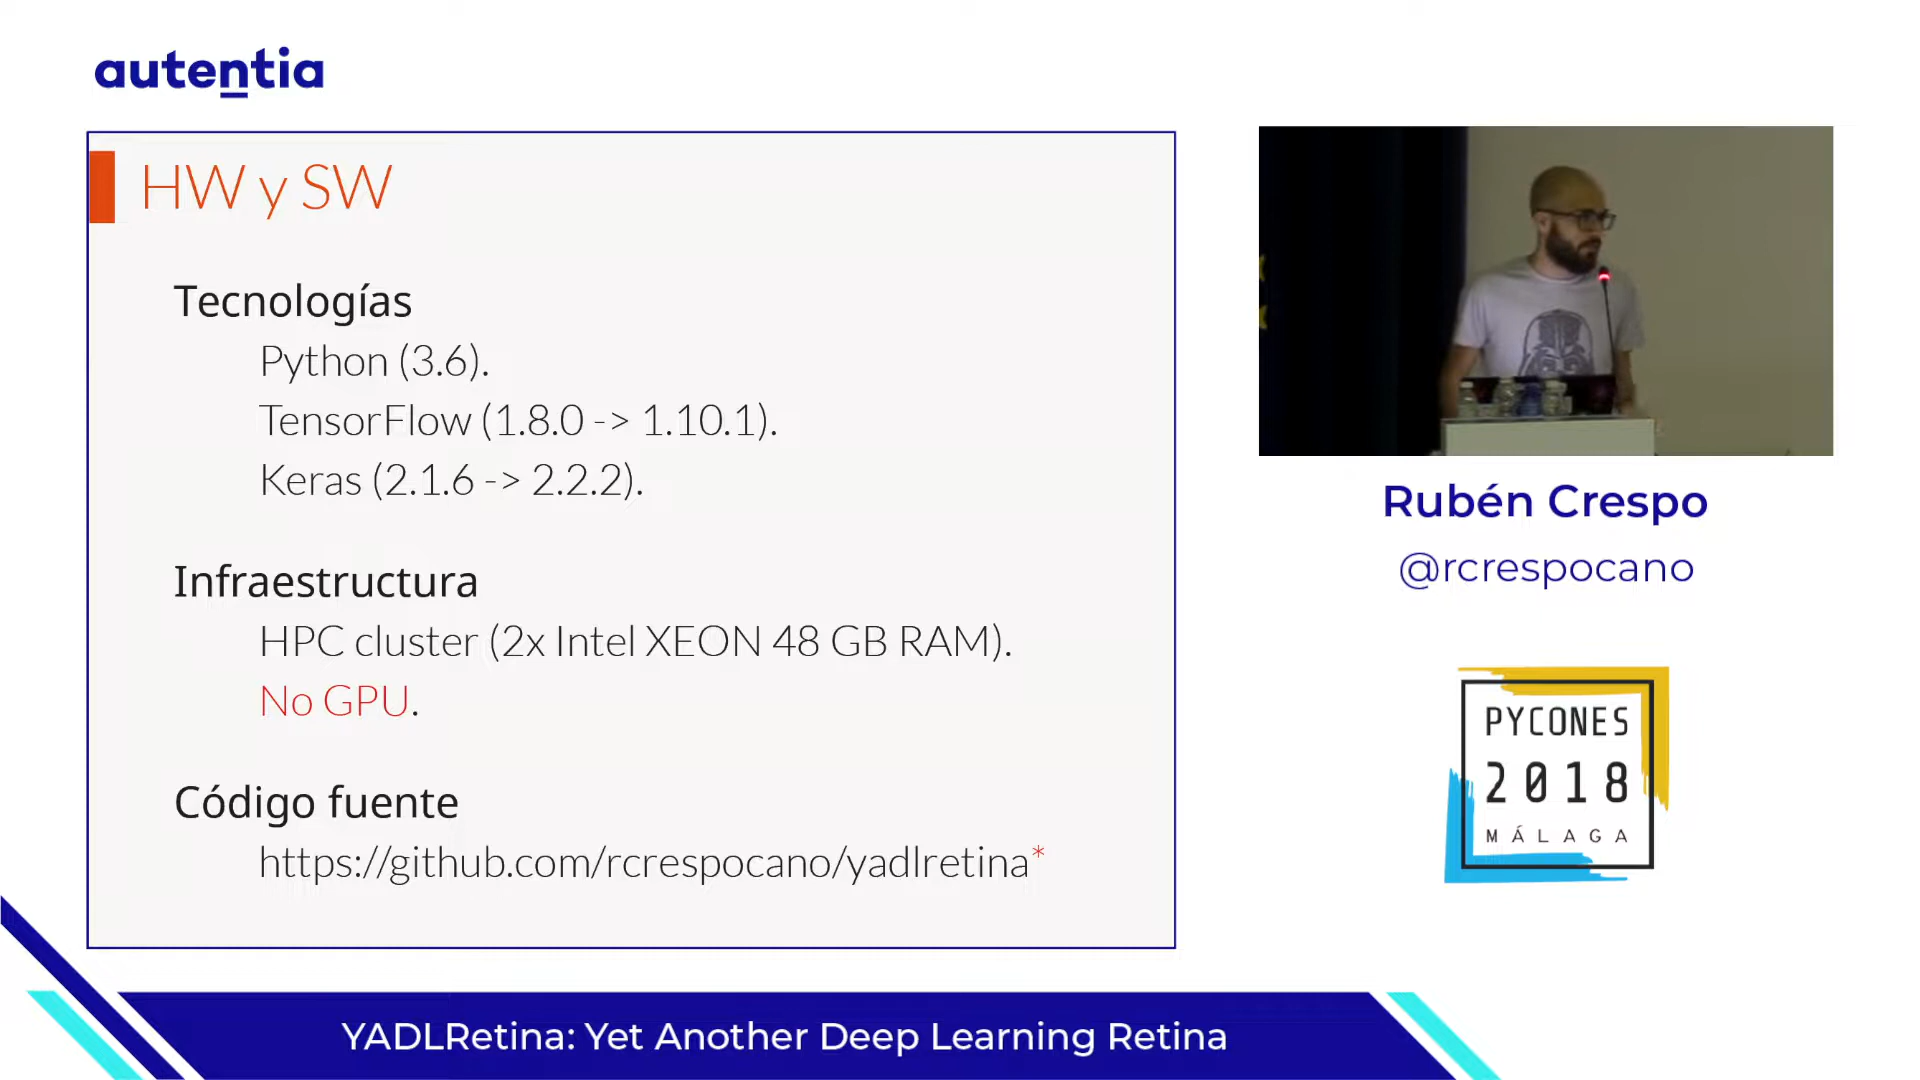 autentia
HW y SW
Tecnologías
Python (3.6).
TensorFlow (1.8.0 -> 1.10.1).
Keras (2.1.6 -> 2.2.2).
Infraestructura
HPC cluster (2x Intel XEON 48 GB RAM).
No GPU.
Código fuente
https://github.com/rcrespocano/yadlretina*
Rubén Crespo
@rcrespocano
PYCONES
2018
MÁLAGA
YADLRetina: Yet Another Deep Learning Retina